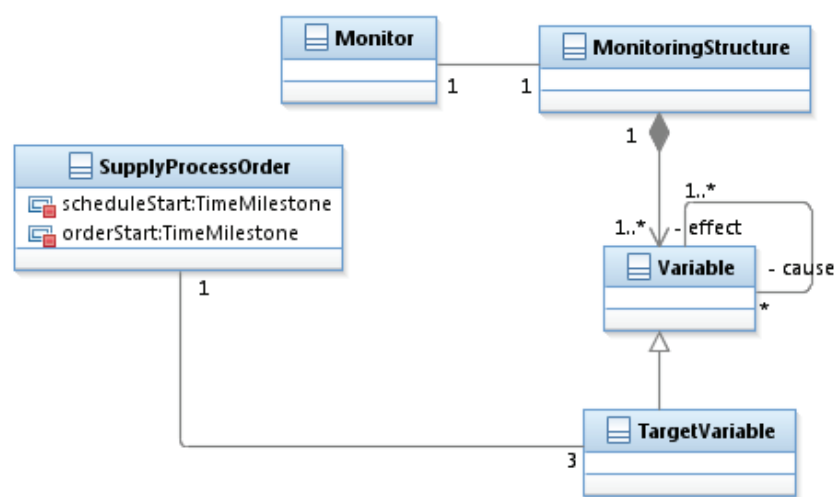 Monitor
MonitoringStructure
1
1
1
SupplyProcessOrder
scheduleStart:TimeMilestone
orderStart:TimeMilestone
1..*
1..*
- effect
Variable
- cause
*
1
TargetVariable
3